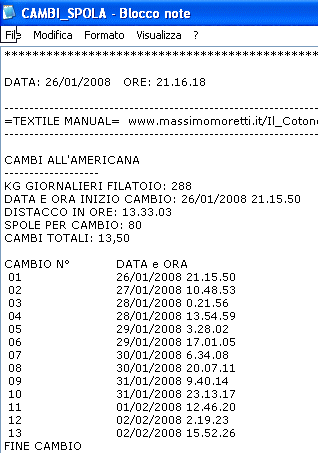 CAMBI_SPOLA - Blocco note
File Modifica Formato Visualizza ?
DATA: 26/01/2008 ORE: 21.16.18
=TEXTILE MANUAL= www.massimomoretti.it/Il_Cotone
CAMBI ALL'AMERICANA
KG GIORNALIERI FILATOIO: 288
DATA E ORA INIZIO CAMBIO: 26/01/2008 21.15.50
DISTACCO IN ORE: 13.33.03
SPOLE PER CAMBIO: 80
CAMBI TOTALI: 13,50
CAMBIO N° DATA e ORA
01 26/01/2008 21.15.50
02 27/01/2008 10.48.53
03 28/01/2008 0.21.56
04 28/01/2008 13.54.59
05 29/01/2008 3.28.02
06 29/01/2008 17.01.05
07 30/01/2008 6.34.08
08 30/01/2008 20.07.11
09 31/01/2008 9.40.14
10 31/01/2008 23.13.17
11 01/02/2008 12.46.20
12 02/02/2008 2.19.23
13 02/02/2008 15.52.26
FINE CAMBIO